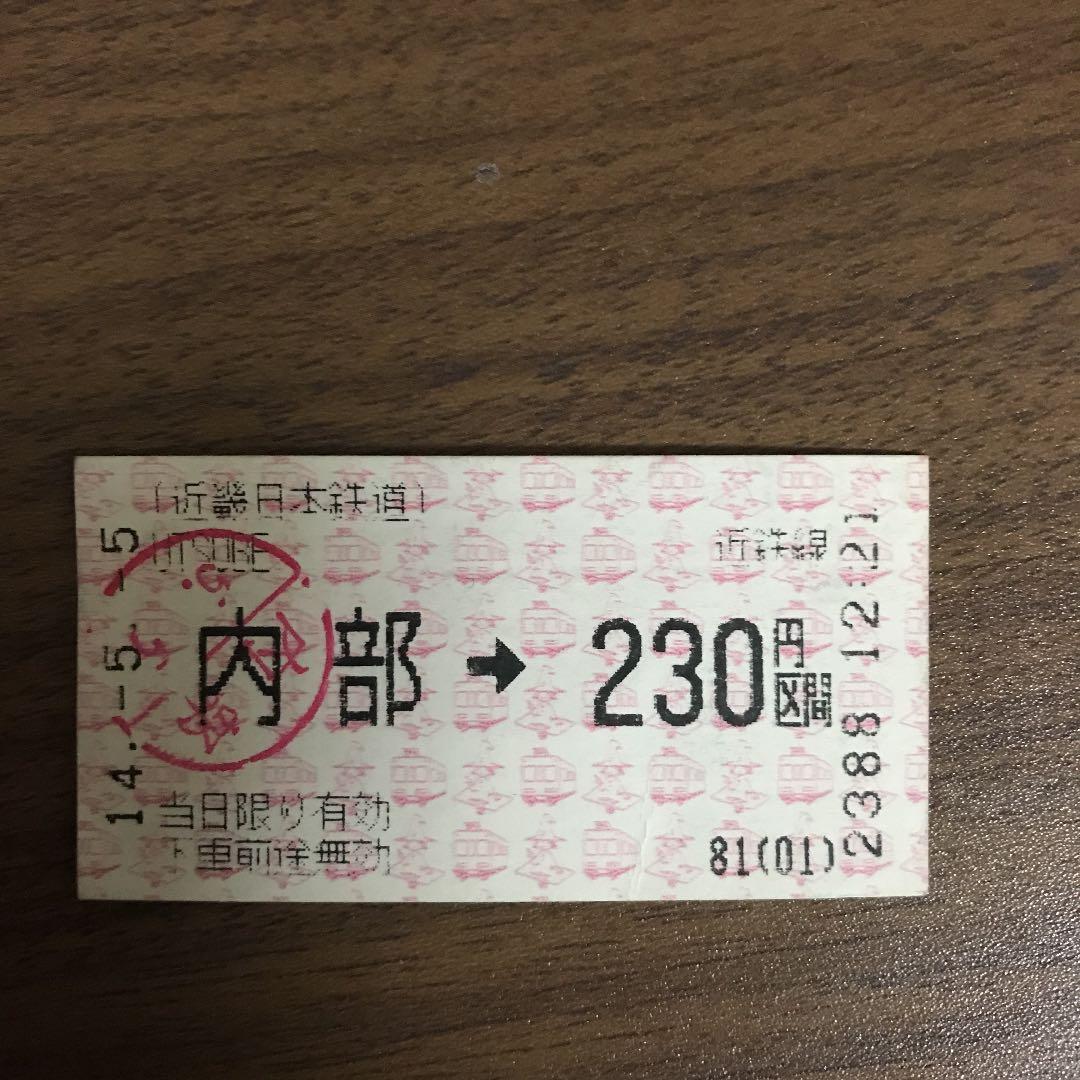 (近畿日本鉄道)
UTSUBE
近鉄線
内部→230円区間
当日限り有効
下車前途無効
81(01)
14.-5.-5
2388 12:21